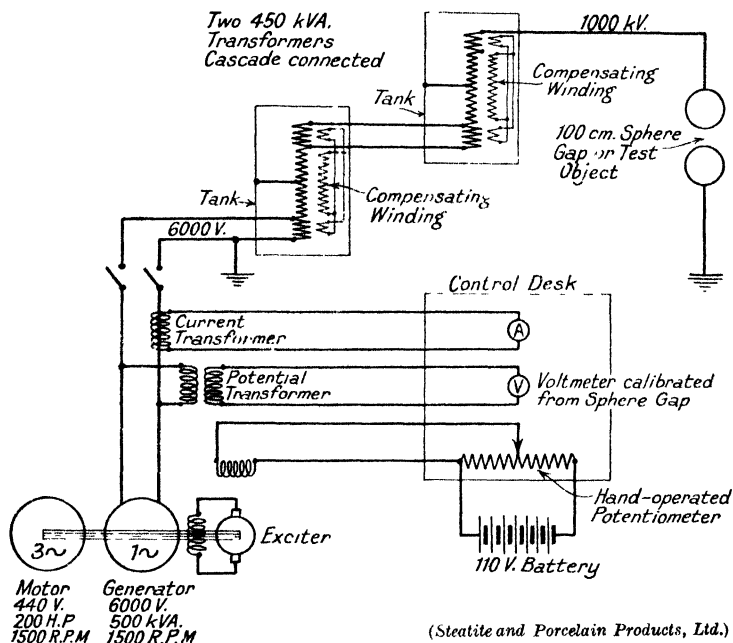 Two 450 kVA.
Transformers
Cascade connected
1000 kV.
Compensating
Winding
Tank
100 cm. Sphere
Gap or Test
Object
Tank
Compensating
Winding
6000 V.
Control Desk
Current
Transformer
A
Potential
Transformer
V
Voltmeter calibrated
from Sphere Gap
Hand-operated
Potentiometer
3~
1~
Exciter
110 V. Battery
Motor
440 V.
200 H.P
1500 R.P.M
Generator
6000 V.
500 kVA.
1500 R.P.M
(Steatite and Porcelain Products, Ltd.)